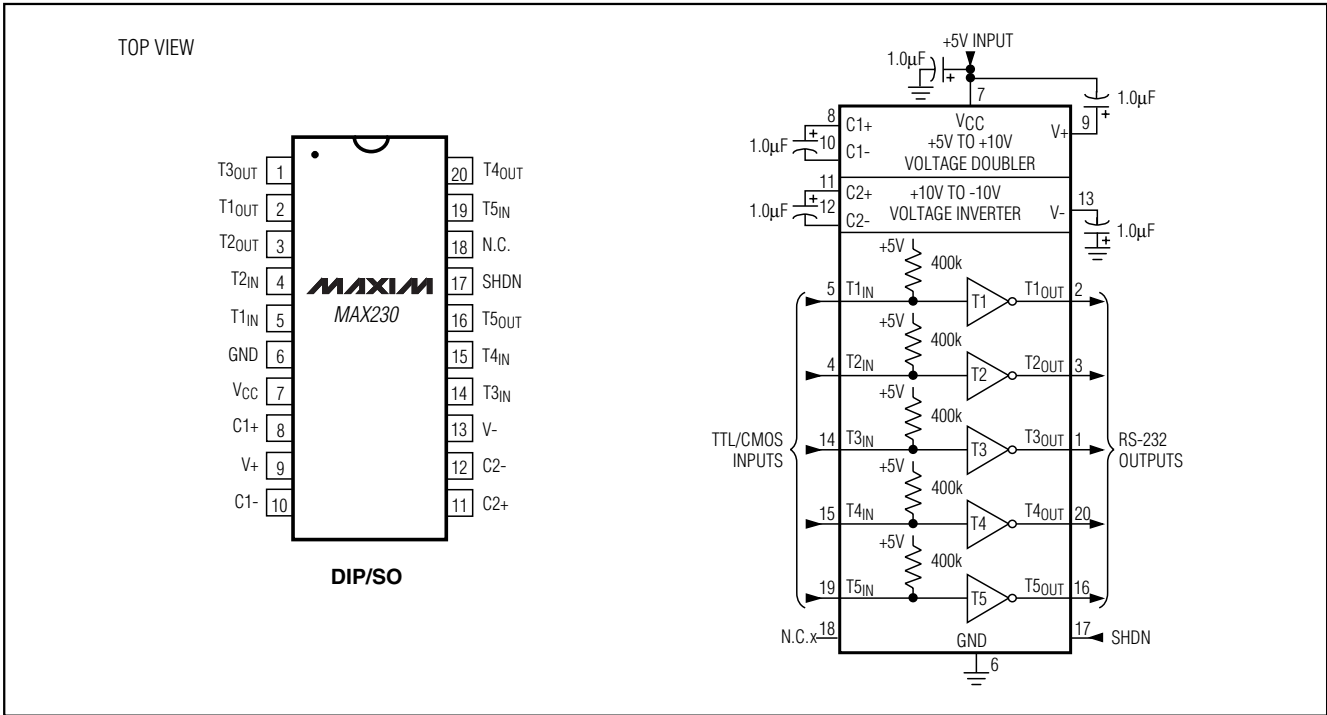 TOP VIEW
T3OUT 1
T1OUT 2
T2OUT 3
T2IN 4
T1IN 5
GND 6
VCC 7
C1+ 8
V+ 9
C1- 10
20 T4OUT
19 T5IN
18 N.C.
17 SHDN
16 T5OUT
15 T4IN
14 T3IN
13 V-
12 C2-
11 C2+
MAXIM
MAX230
DIP/SO
+5V INPUT
1.0µF
+
7
1.0µF
+
8 C1+
1.0µF +
10 C1-
VCC
+5V TO +10V
VOLTAGE DOUBLER
V+ 9
11 C2+
1.0µF +
12 C2-
+10V TO -10V
VOLTAGE INVERTER
V- 13
1.0µF
+
+5V
400k
5 T1IN T1 T1OUT 2
+5V
400k
4 T2IN T2 T2OUT 3
+5V
400k
14 T3IN T3 T3OUT 1
+5V
400k
15 T4IN T4 T4OUT 20
+5V
400k
19 T5IN T5 T5OUT 16
TTL/CMOS
INPUTS
RS-232
OUTPUTS
N.C. x 18
GND
6
17 SHDN